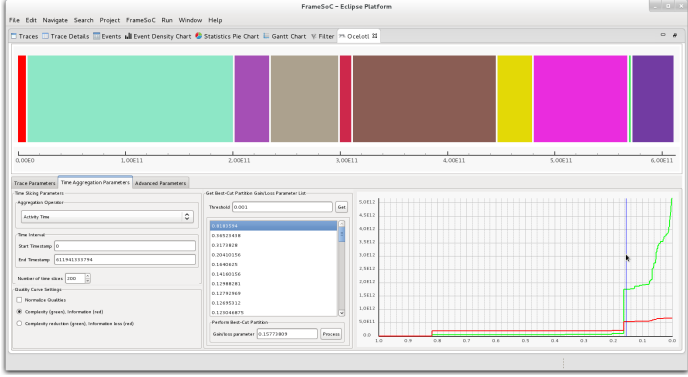 FrameSoC - Eclipse Platform
File Edit Navigate Search Project FrameSoC Run Window Help
Traces Trace Details Events Event Density Chart Statistics Pie Chart Gantt Chart Filter Ocelotl
0.00E0 1.00E11 2.00E11 3.00E11 4.00E11 5.00E11 6.00E11
Trace Parameters Time Aggregation Parameters Advanced Parameters
Time Slicing Parameters
Aggregation Operator
Activity Time
Time Interval
Start Timestamp 0
End Timestamp 611941333794
Number of time slices 200
Quality Curve Settings
Normalize Qualities
Complexity (green), Information (red)
Complexity reduction (green), Information loss (red)
Get Best-Cut Partition Gain/Loss Parameter List
Threshold 0.001 Get
0.3173828
0.20410156
0.1640625
0.14160156
0.12988281
0.12792969
0.12695312
0.123046875
Perform Best-Cut Partition
Gain/loss parameter 0.15773809 Process
5.0E12
4.5E12
4.0E12
3.5E12
3.0E12
2.5E12
2.0E12
1.5E12
1.0E12
5.0E11
0.0
1.0 0.9 0.8 0.7 0.6 0.5 0.4 0.3 0.2 0.1 0.0